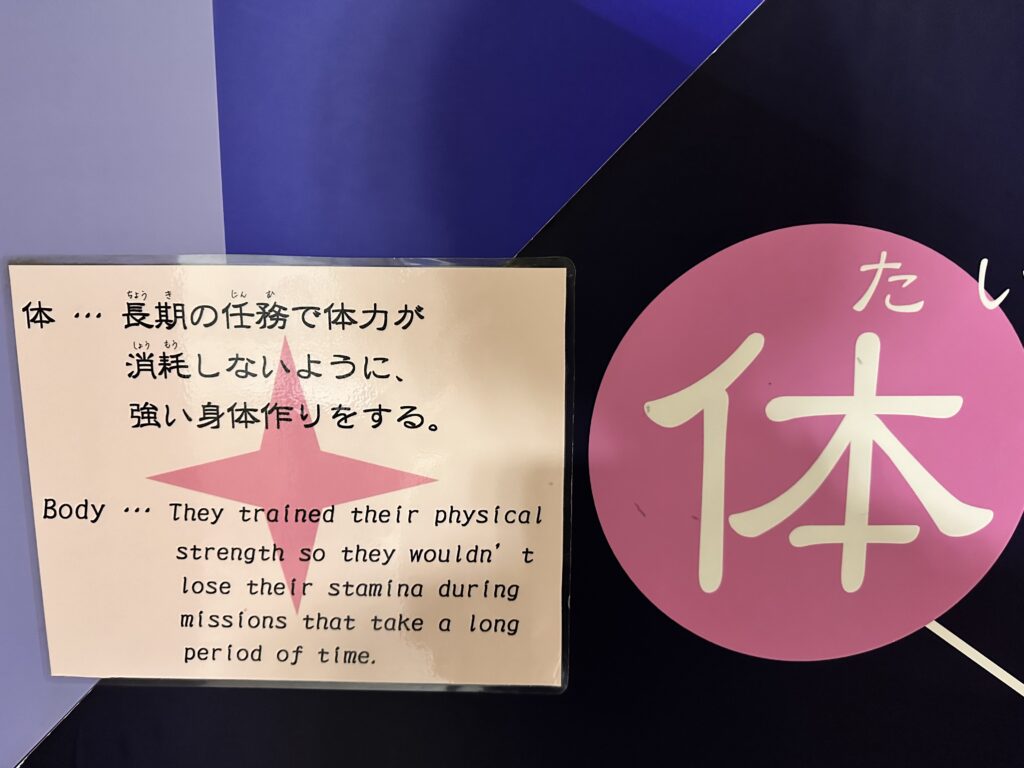 体 … 長期の任務で体力が
消耗しないように、
強い身体作りをする。
Body … They trained their physical
strength so they wouldn't
lose their stamina during
missions that take a long
period of time.
たい
体